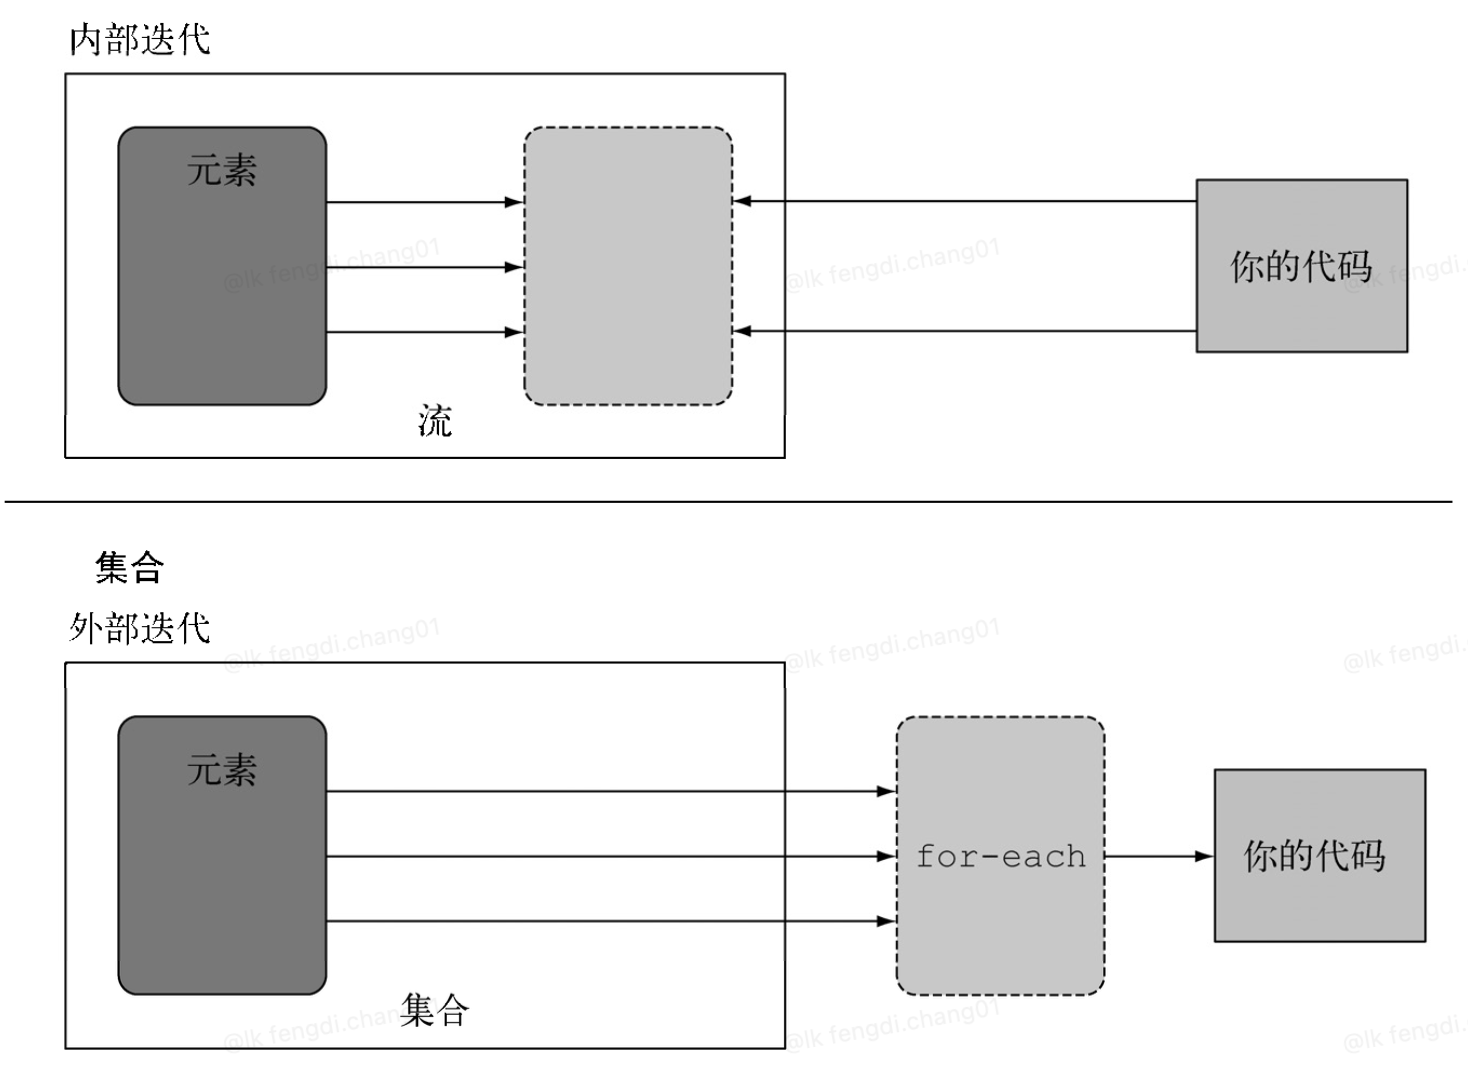 内部迭代
元素
你的代码
流
集合
外部迭代
元素
for-each
你的代码
集合
@lk fengdi.chang01
@lk fengdi.chang01
@lk fengdi.
@lk fengdi.chang01
@lk fengdi.chang01
@lk fengdi.
@lk fengdi.chang01
@lk fengdi.chang01
@lk fengdi.